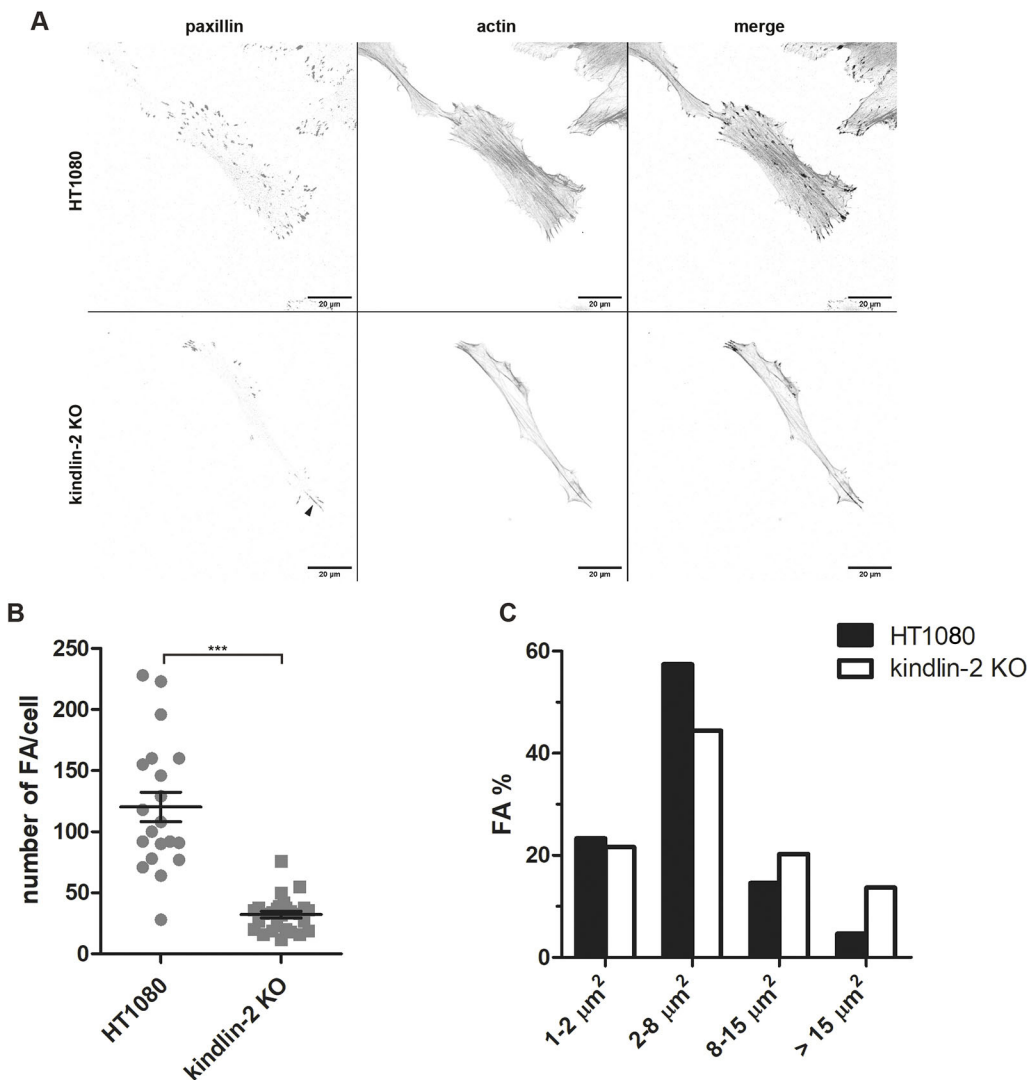 A
paxillin actin merge
HT1080
20 µm 20 µm 20 µm
kindlin-2 KO
20 µm 20 µm 20 µm
B
number of FA/cell
250
200
150
100
50
0
***
HT1080
kindlin-2 KO
C
HT1080
kindlin-2 KO
FA %
60
40
20
0
1-2 µm²
2-8 µm²
8-15 µm²
> 15 µm²